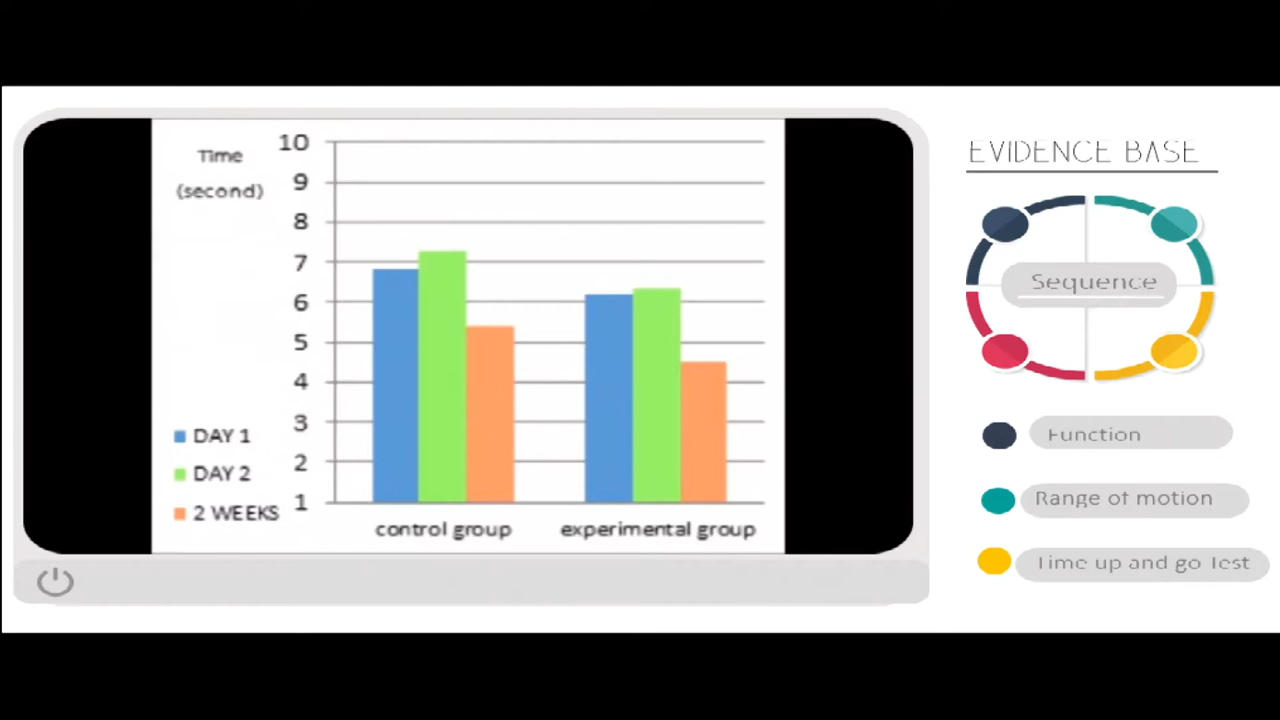 Time
(second)
10
9
8
7
6
5
4
3
2
1
DAY 1
DAY 2
2 WEEKS
control group
experimental group
EVIDENCE BASE
Sequence
Function
Range of motion
Time up and go Test